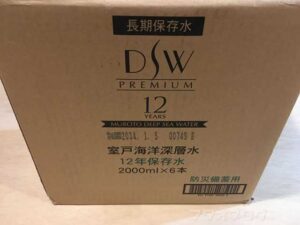 長期保存水
DSW
PREMIUM
12
YEARS
MUROTO DEEP SEA WATER
2034. 1. 5
室戸海洋深層水
12年保存水
2000ml×6本
防災備蓄用